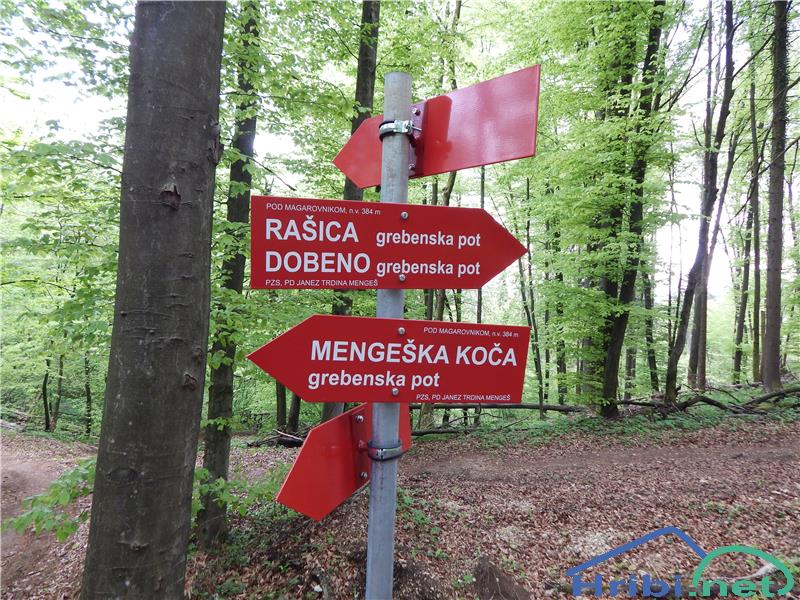 POD MAGAROVNIKOM, n.v. 384 m
RAŠICA grebenska pot
DOBENO grebenska pot
PZS, PD JANEZ TRDINA MENGEŠ
POD MAGAROVNIKOM, n.v. 384 m
MENGEŠKA KOČA
grebenska pot
PZS, PD JANEZ TRDINA MENGEŠ
Hribi.net